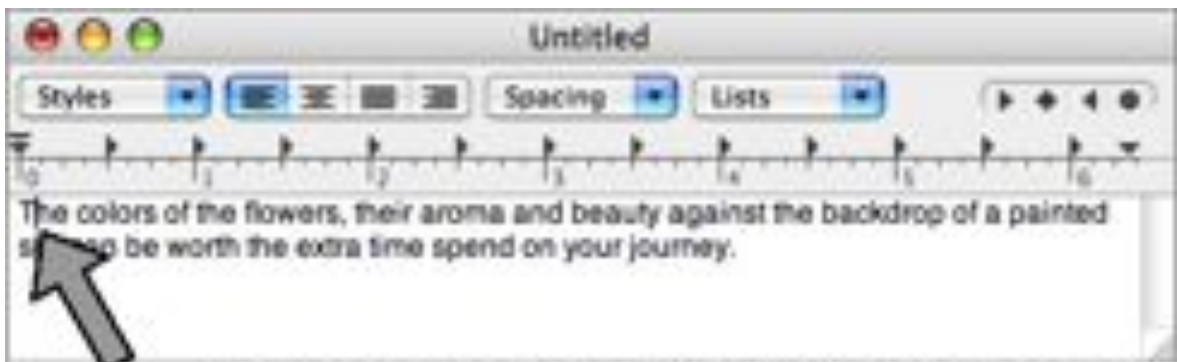 Untitled
Styles Spacing Lists
0 1 2 3 4 5 6
The colors of the flowers, their aroma and beauty against the backdrop of a painted
be worth the extra time spend on your journey.